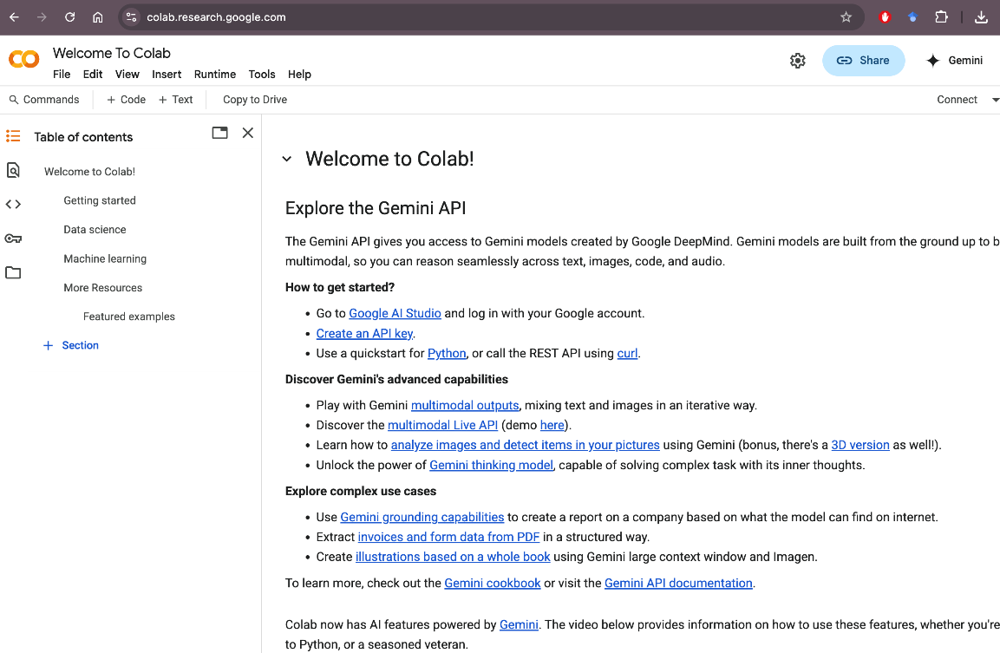 colab.research.google.com
Welcome To Colab
File Edit View Insert Runtime Tools Help
Share
Gemini
Commands + Code + Text Copy to Drive
Connect
Table of contents
Welcome to Colab!
Getting started
Data science
Machine learning
More Resources
Featured examples
+ Section
Welcome to Colab!
Explore the Gemini API
The Gemini API gives you access to Gemini models created by Google DeepMind. Gemini models are built from the ground up to b
multimodal, so you can reason seamlessly across text, images, code, and audio.
How to get started?
• Go to Google AI Studio and log in with your Google account.
• Create an API key.
• Use a quickstart for Python, or call the REST API using curl.
Discover Gemini's advanced capabilities
• Play with Gemini multimodal outputs, mixing text and images in an iterative way.
• Discover the multimodal Live API (demo here).
• Learn how to analyze images and detect items in your pictures using Gemini (bonus, there's a 3D version as well!).
• Unlock the power of Gemini thinking model, capable of solving complex task with its inner thoughts.
Explore complex use cases
• Use Gemini grounding capabilities to create a report on a company based on what the model can find on internet.
• Extract invoices and form data from PDF in a structured way.
• Create illustrations based on a whole book using Gemini large context window and Imagen.
To learn more, check out the Gemini cookbook or visit the Gemini API documentation.
Colab now has AI features powered by Gemini. The video below provides information on how to use these features, whether you're
to Python, or a seasoned veteran.